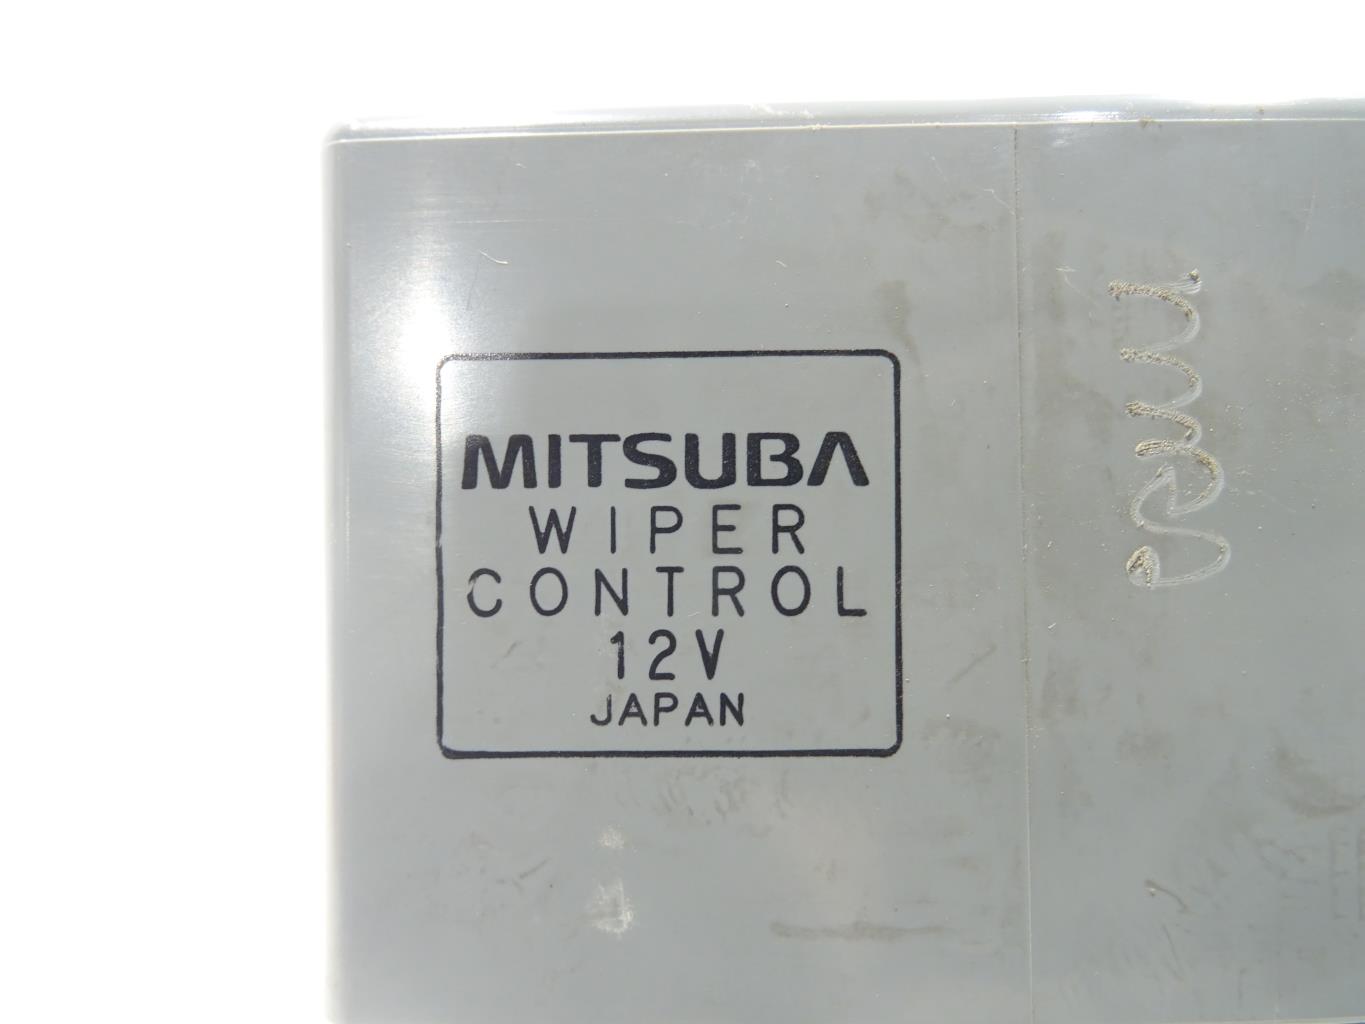 MITSUBA
WIPER
CONTROL
12V
JAPAN